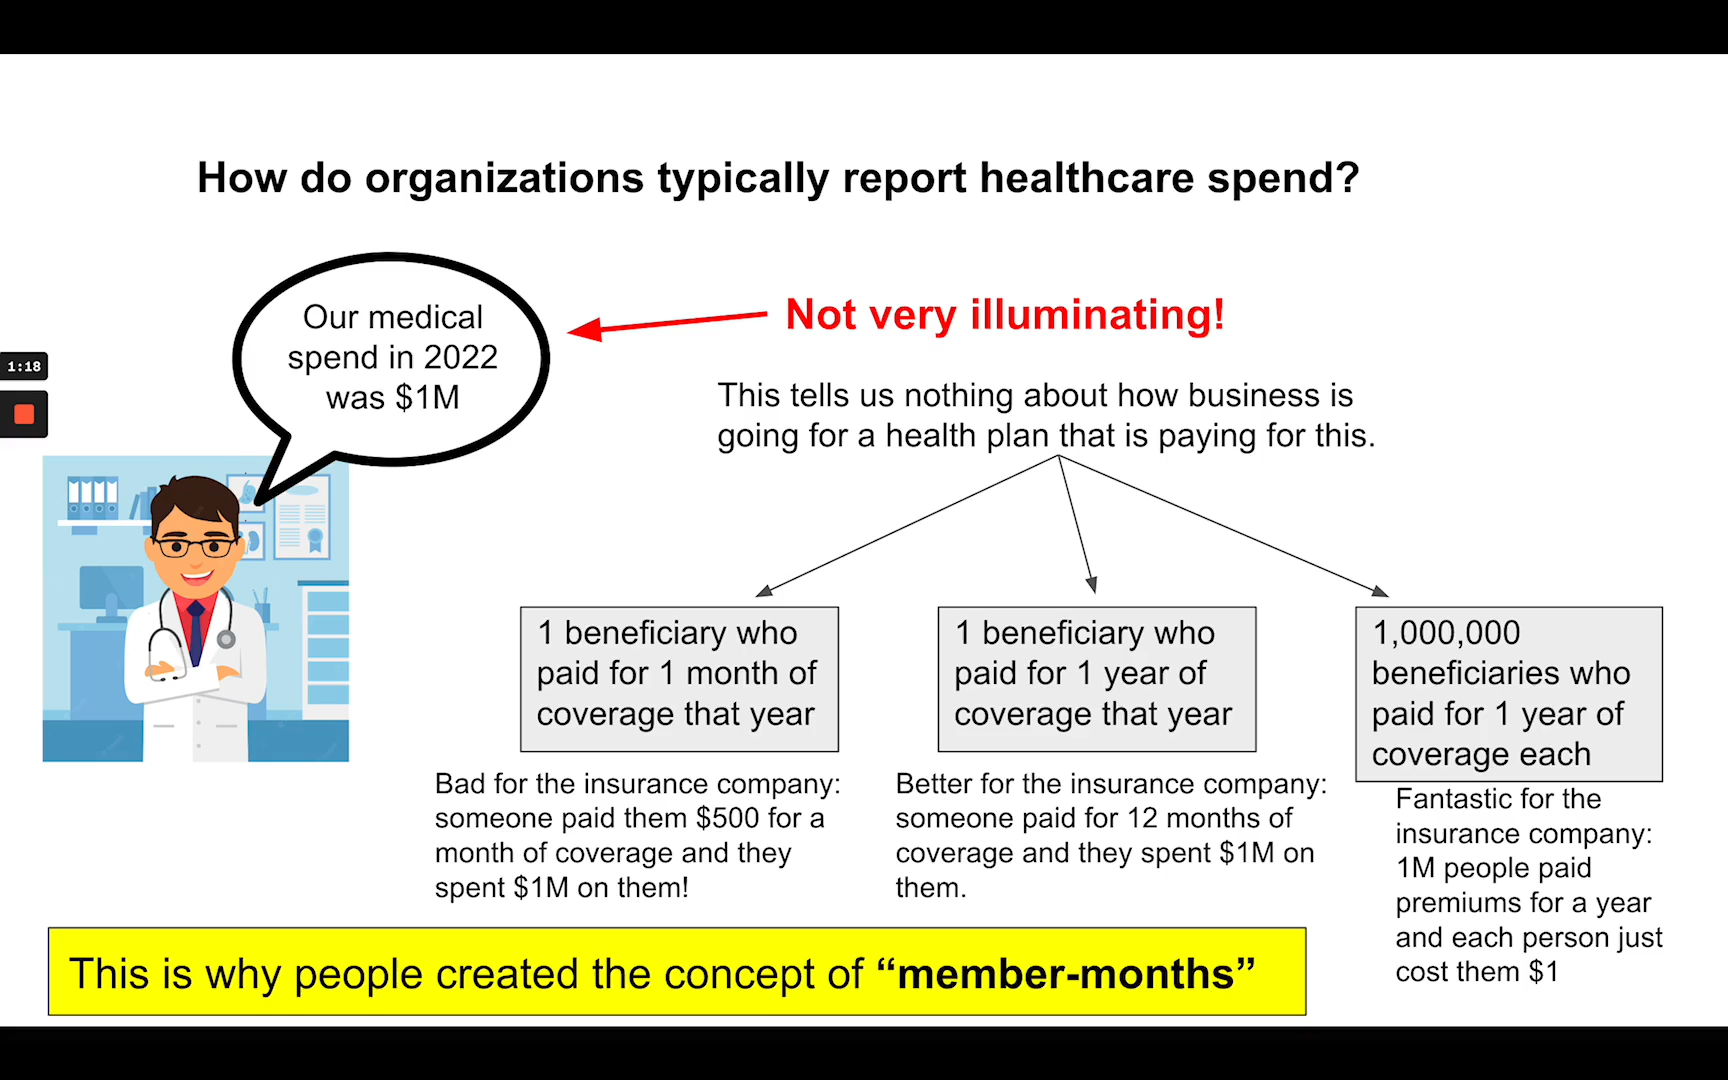 How do organizations typically report healthcare spend?
Our medical
spend in 2022
was $1M
Not very illuminating!
This tells us nothing about how business is
going for a health plan that is paying for this.
1:18
1 beneficiary who
paid for 1 month of
coverage that year
Bad for the insurance company:
someone paid them $500 for a
month of coverage and they
spent $1M on them!
1 beneficiary who
paid for 1 year of
coverage that year
Better for the insurance company:
someone paid for 12 months of
coverage and they spent $1M on
them.
1,000,000
beneficiaries who
paid for 1 year of
coverage each
Fantastic for the
insurance company:
1M people paid
premiums for a year
and each person just
cost them $1
This is why people created the concept of “member-months”